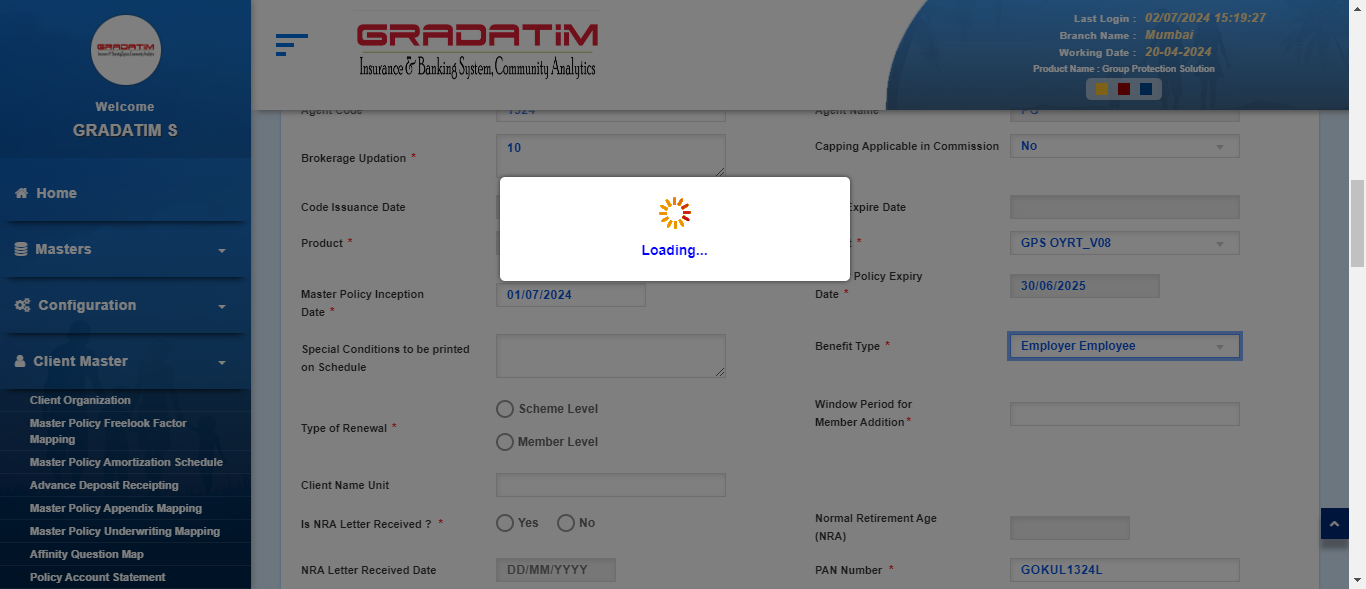 GRADATIM
Welcome
GRADATIM S
Home
Masters
Configuration
Client Master
Client Organization
Master Policy Freelook Factor
Mapping
Master Policy Amortization Schedule
Advance Deposit Receipting
Master Policy Appendix Mapping
Master Policy Underwriting Mapping
Affinity Question Map
Policy Account Statement
GRADATIM
Insurance & Banking System, Community Analytics
Last Login : 02/07/2024 15:19:27
Branch Name : Mumbai
Working Date : 20-04-2024
Product Name : Group Protection Solution
Agent Code 1324 Agent Name
Brokerage Updation * 10 Capping Applicable in Commission No
Code Issuance Date Expire Date
Product * * GPS OYRT_V08
Loading...
Policy Expiry
Master Policy Inception 01/07/2024 Date * 30/06/2025
Date *
Special Conditions to be printed Benefit Type * Employer Employee
on Schedule
Scheme Level Window Period for
Type of Renewal * Member Addition*
Member Level
Client Name Unit
Is NRA Letter Received ? * Yes No Normal Retirement Age
(NRA)
NRA Letter Received Date DD/MM/YYYY PAN Number * GOKUL1324L